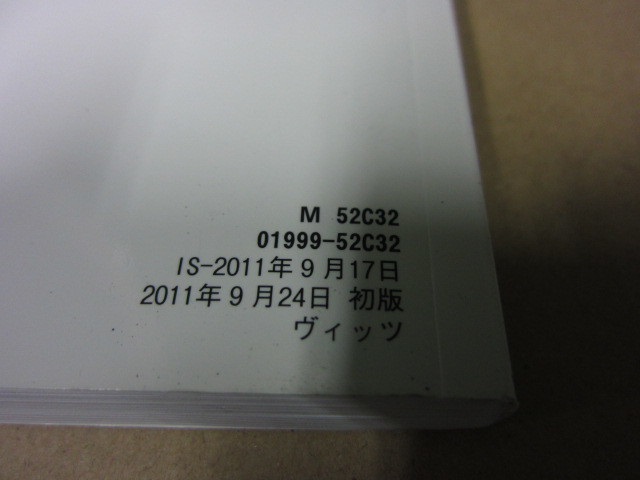 M 52C32
01999-52C32
IS-2011年9月17日
2011年9月24日 初版
ヴィッツ